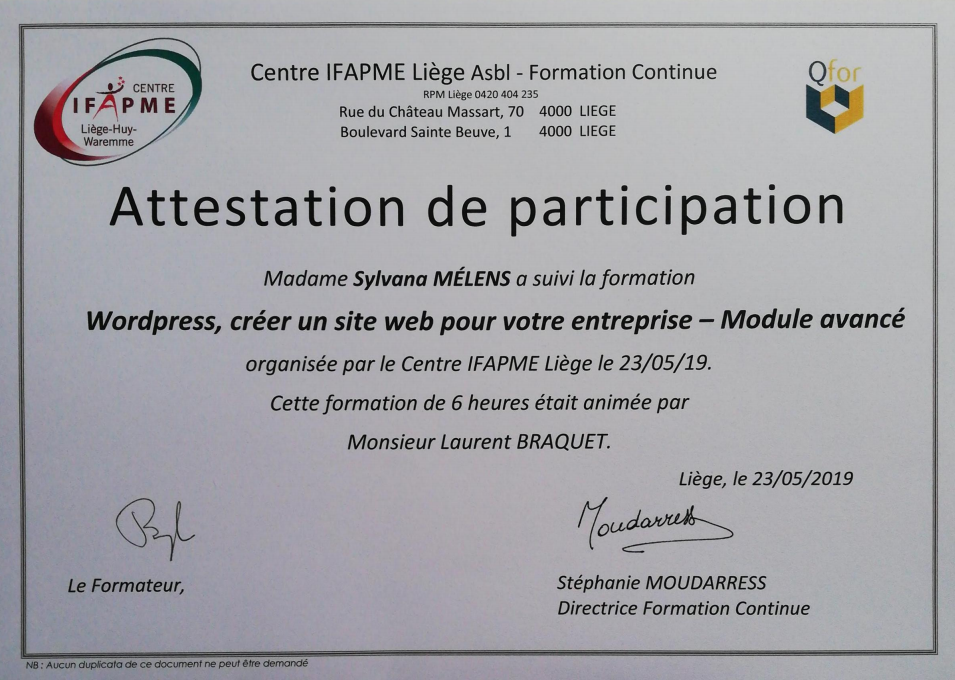 CENTRE
IFAPME
Liège-Huy-
Waremme
Centre IFAPME Liège Asbl - Formation Continue
RPM Liège 0420 404 235
Rue du Château Massart, 70 4000 LIEGE
Boulevard Sainte Beuve, 1 4000 LIEGE
Qfor
Attestation de participation
Madame Sylvana MÉLENS a suivi la formation
Wordpress, créer un site web pour votre entreprise – Module avancé
organisée par le Centre IFAPME Liège le 23/05/19.
Cette formation de 6 heures était animée par
Monsieur Laurent BRAQUET.
Liège, le 23/05/2019
Moudarress
Le Formateur,
Stéphanie MOUDARRESS
Directrice Formation Continue
NB : Aucun duplicata de ce document ne peut être demandé